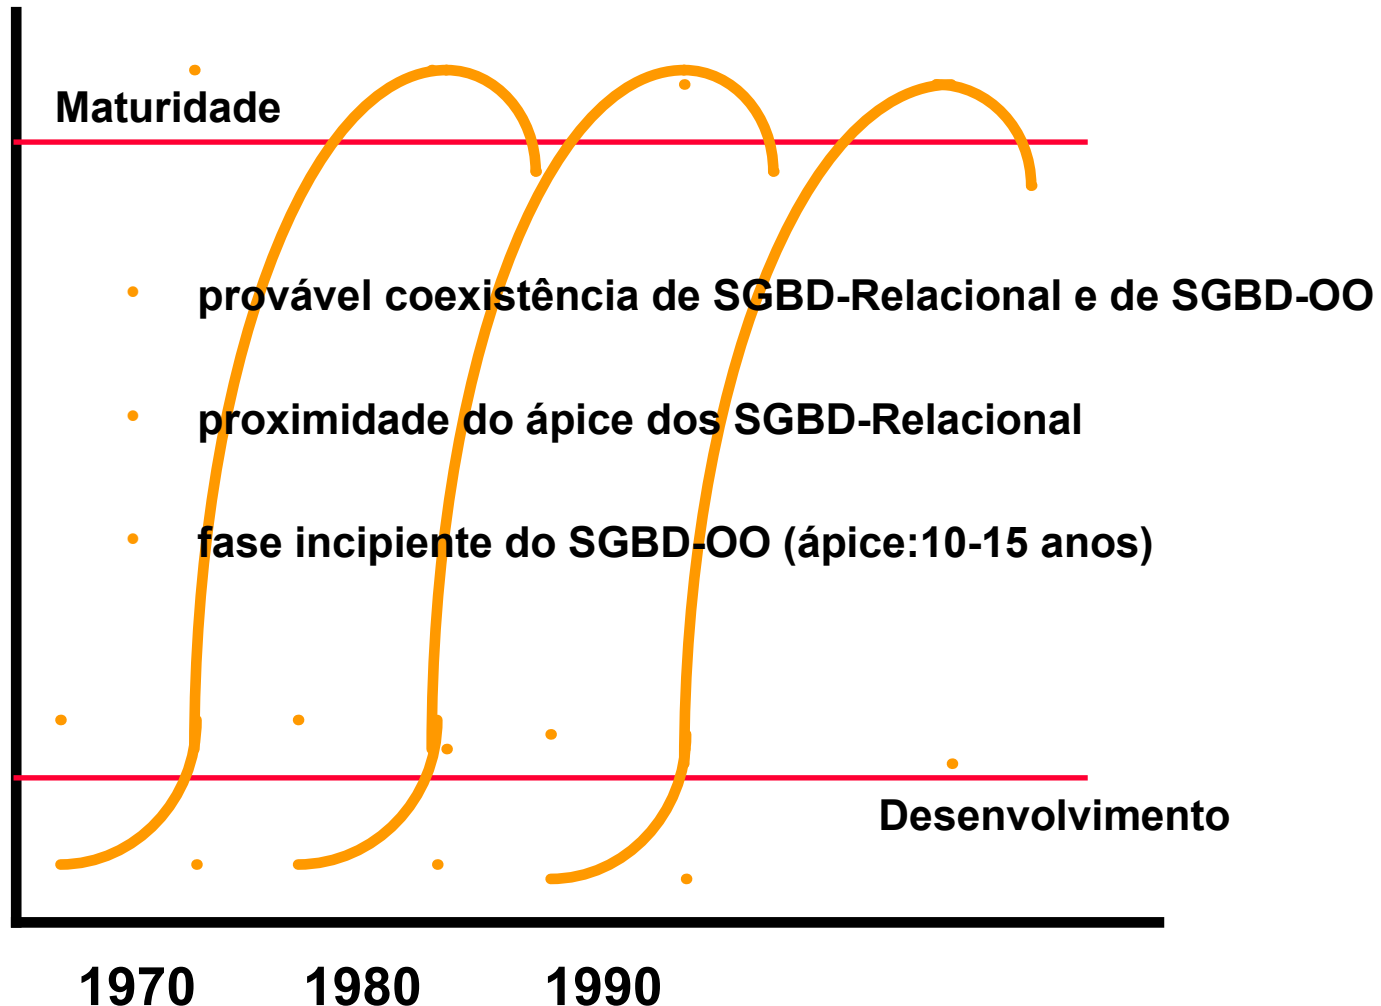 Maturidade
• provável coexistência de SGBD-Relacional e de SGBD-OO
• proximidade do ápice dos SGBD-Relacional
• fase incipiente do SGBD-OO (ápice:10-15 anos)
Desenvolvimento
1970 1980 1990